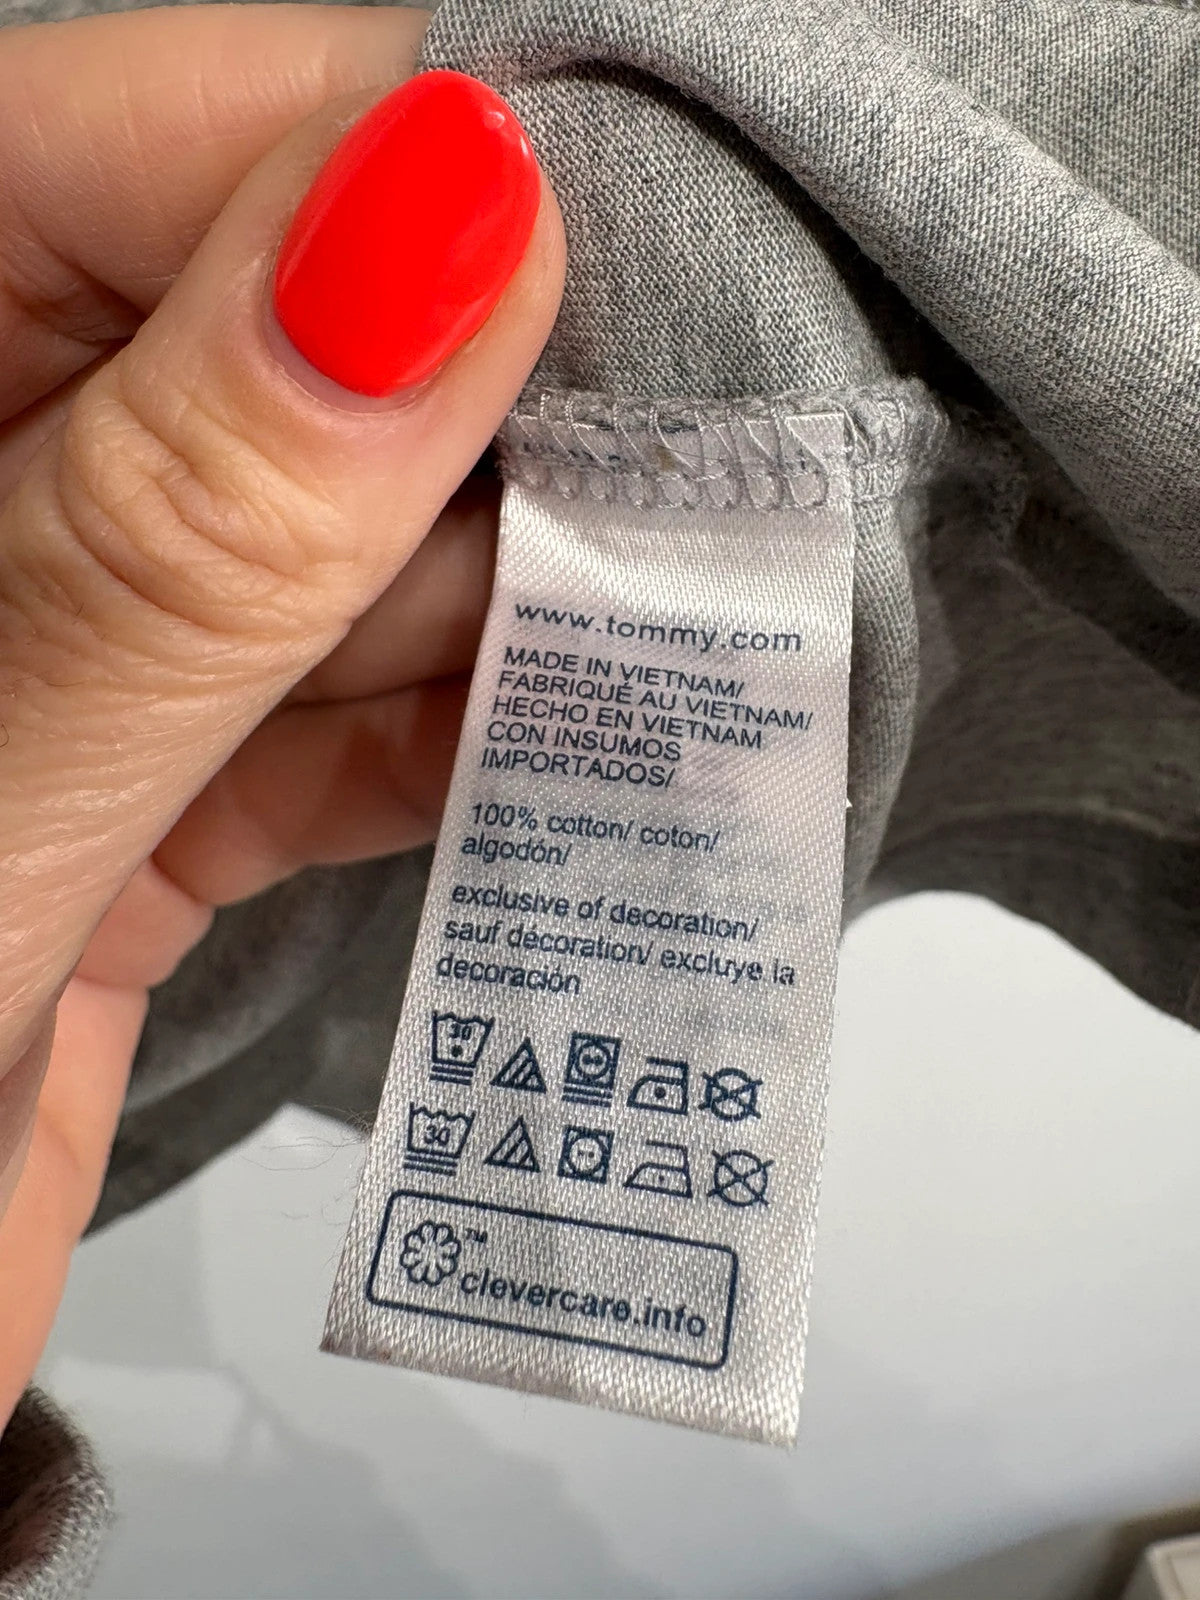 www.tommy.com
MADE IN VIETNAM/
FABRIQUÉ AU VIETNAM/
HECHO EN VIETNAM
CON INSUMOS
IMPORTADOS/
100% cotton/ coton/
algodón/
exclusive of decoration/
sauf décoration/ excluye la
decoración
30
30
™
clevercare.info